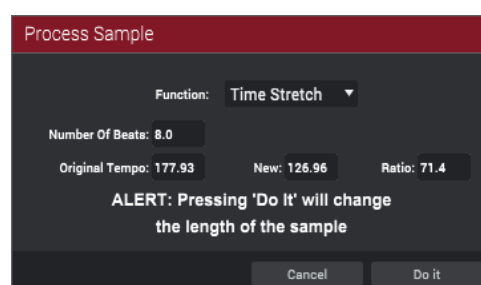 Process Sample
Function: Time Stretch
Number Of Beats: 8.0
Original Tempo: 177.93 New: 126.96 Ratio: 71.4
ALERT: Pressing 'Do It' will change
the length of the sample
Cancel Do it